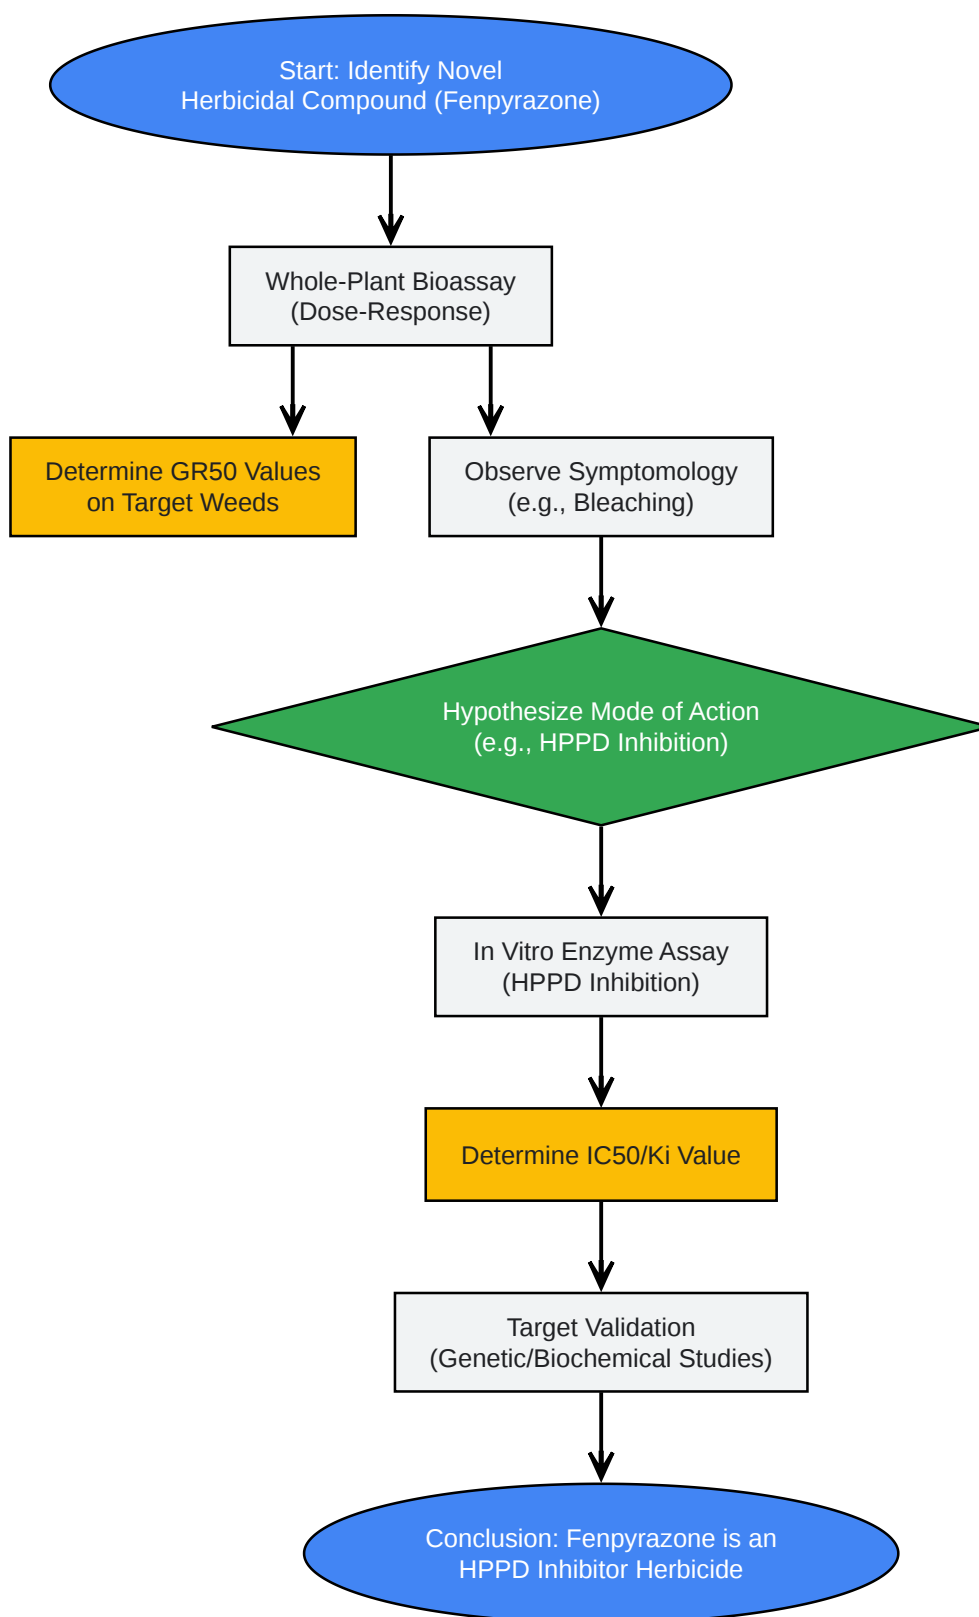 Start: Identify Novel
Herbicidal Compound (Fenpyrazone)
Whole-Plant Bioassay
(Dose-Response)
Determine GR50 Values
on Target Weeds
Observe Symptomology
(e.g., Bleaching)
Hypothesize Mode of Action
(e.g., HPPD Inhibition)
In Vitro Enzyme Assay
(HPPD Inhibition)
Determine IC50/Ki Value
Target Validation
(Genetic/Biochemical Studies)
Conclusion: Fenpyrazone is an
HPPD Inhibitor Herbicide